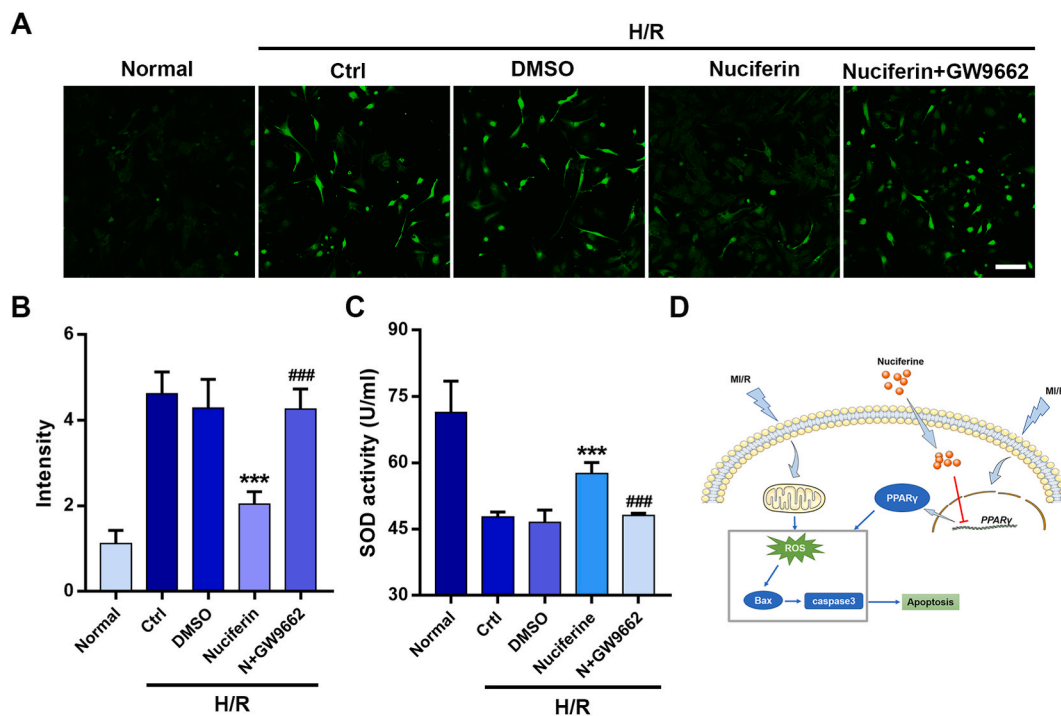 A
H/R
Normal
Ctrl
DMSO
Nuciferin
Nuciferin+GW9662
B
Intensity
6
4
2
0
***
###
Normal
Ctrl
DMSO
Nuciferin
N+GW9662
H/R
C
SOD activity (U/ml)
90
75
60
45
30
***
###
Normal
Crtl
DMSO
Nuciferine
N+GW9662
H/R
D
Nuciferine
MI/R
MI/
PPARγ
PPARγ
ROS
Bax
caspase3
Apoptosis